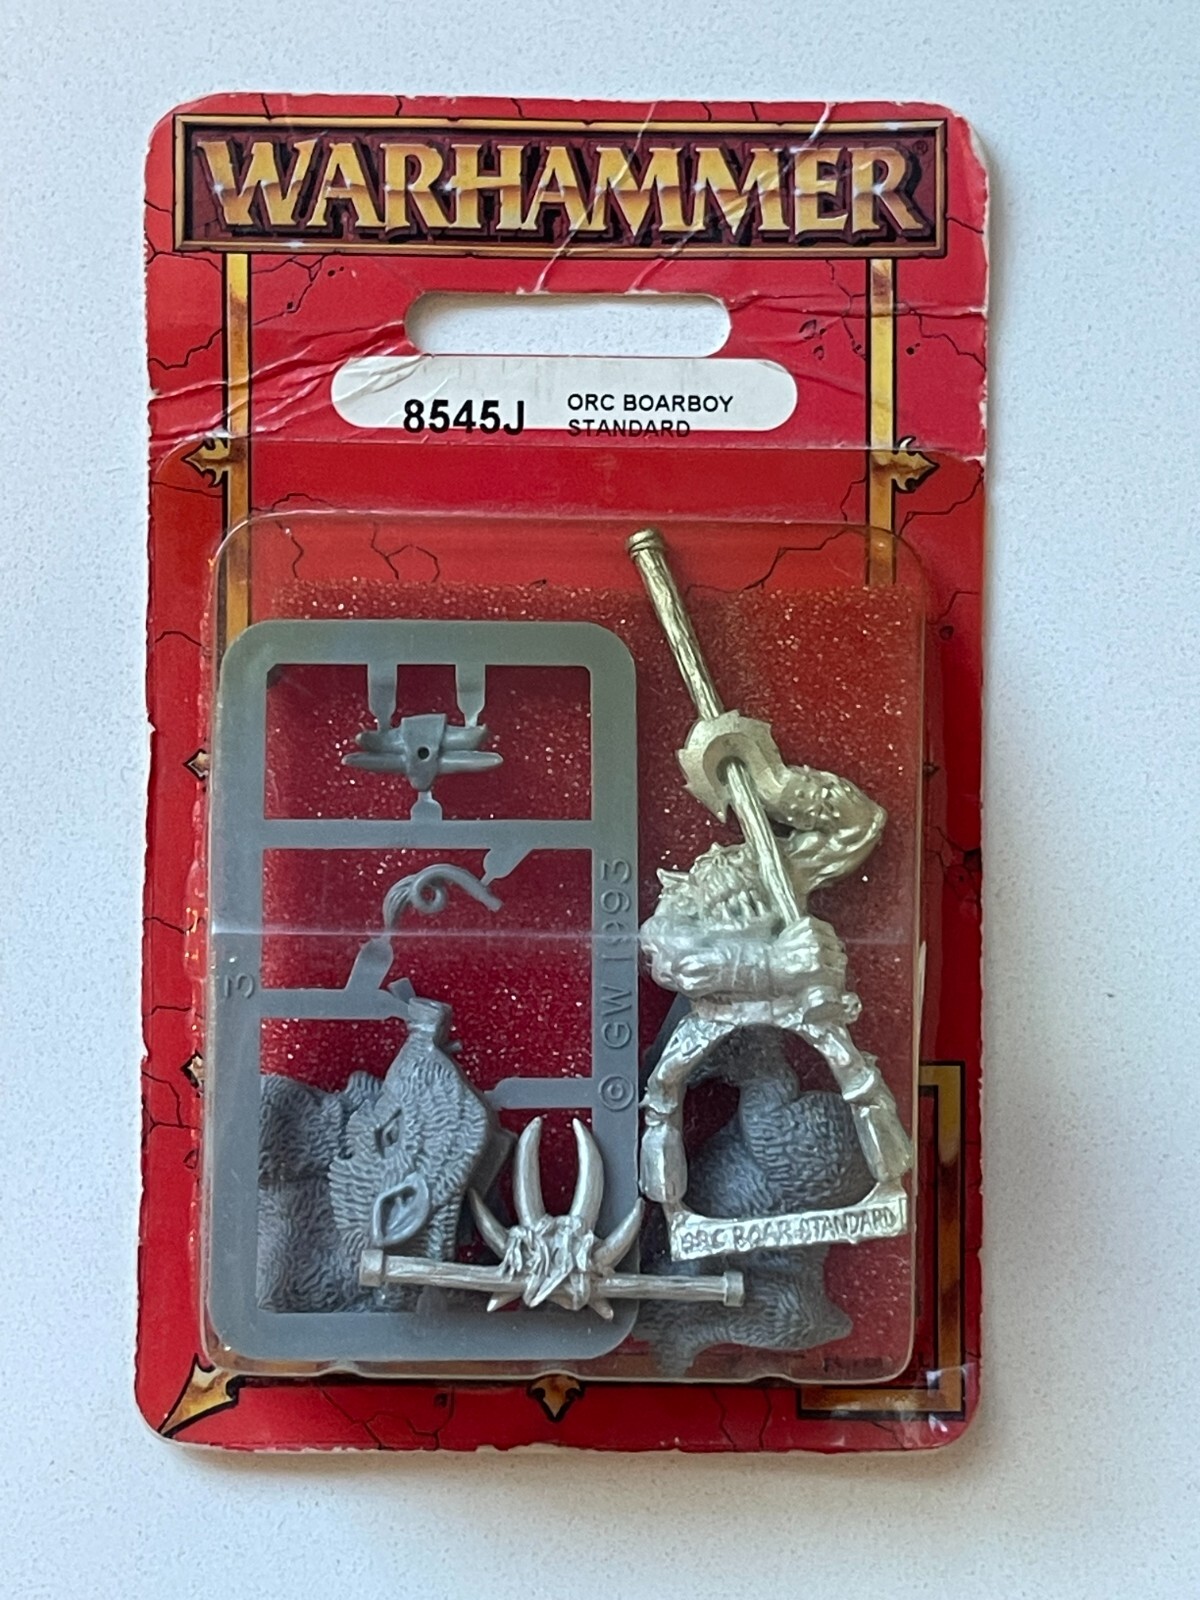 WARHAMMER®
8545J
ORC BOARBOY
STANDARD
© GW 1993
3
ORC BOAR STANDARD